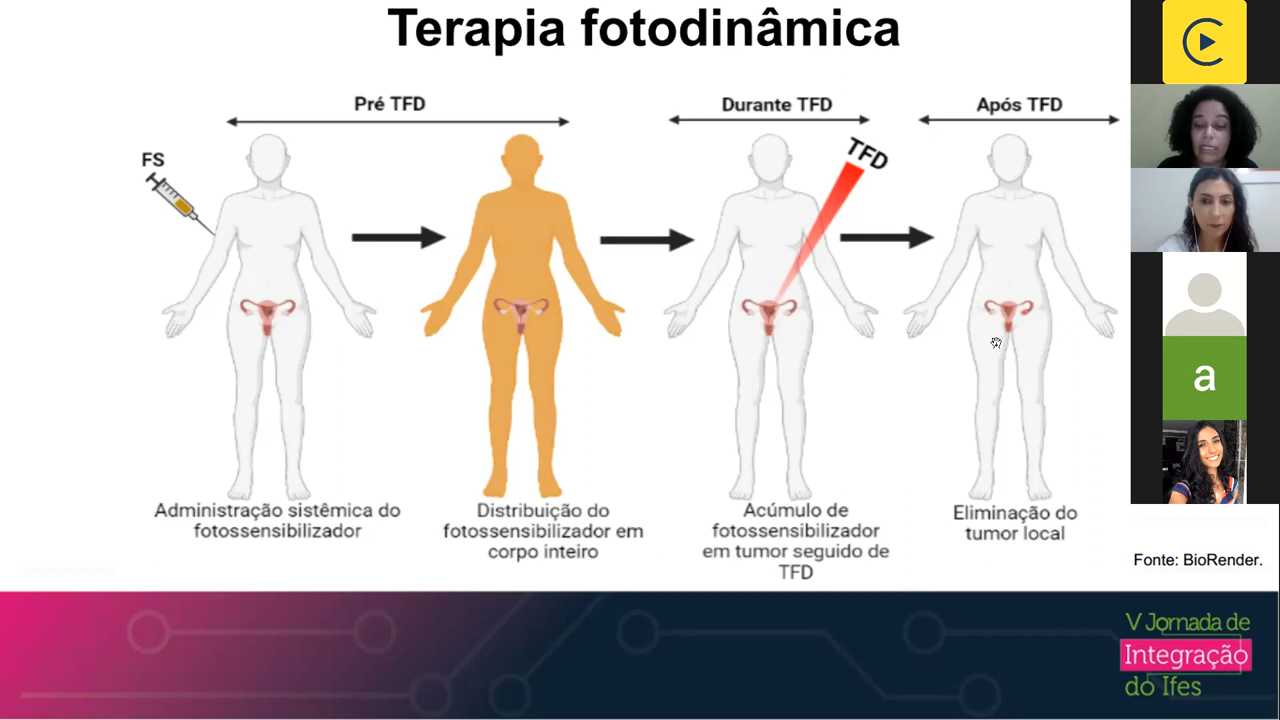 Terapia fotodinâmica
Pré TFD
Durante TFD
Após TFD
FS
TFD
Administração sistêmica do
fotossensibilizador
Distribuição do
fotossensibilizador em
corpo inteiro
Acúmulo de
fotossensibilizador
em tumor seguido de
TFD
Eliminação do
tumor local
a
Fonte: BioRender.
V Jornada de
Integração
do Ifes